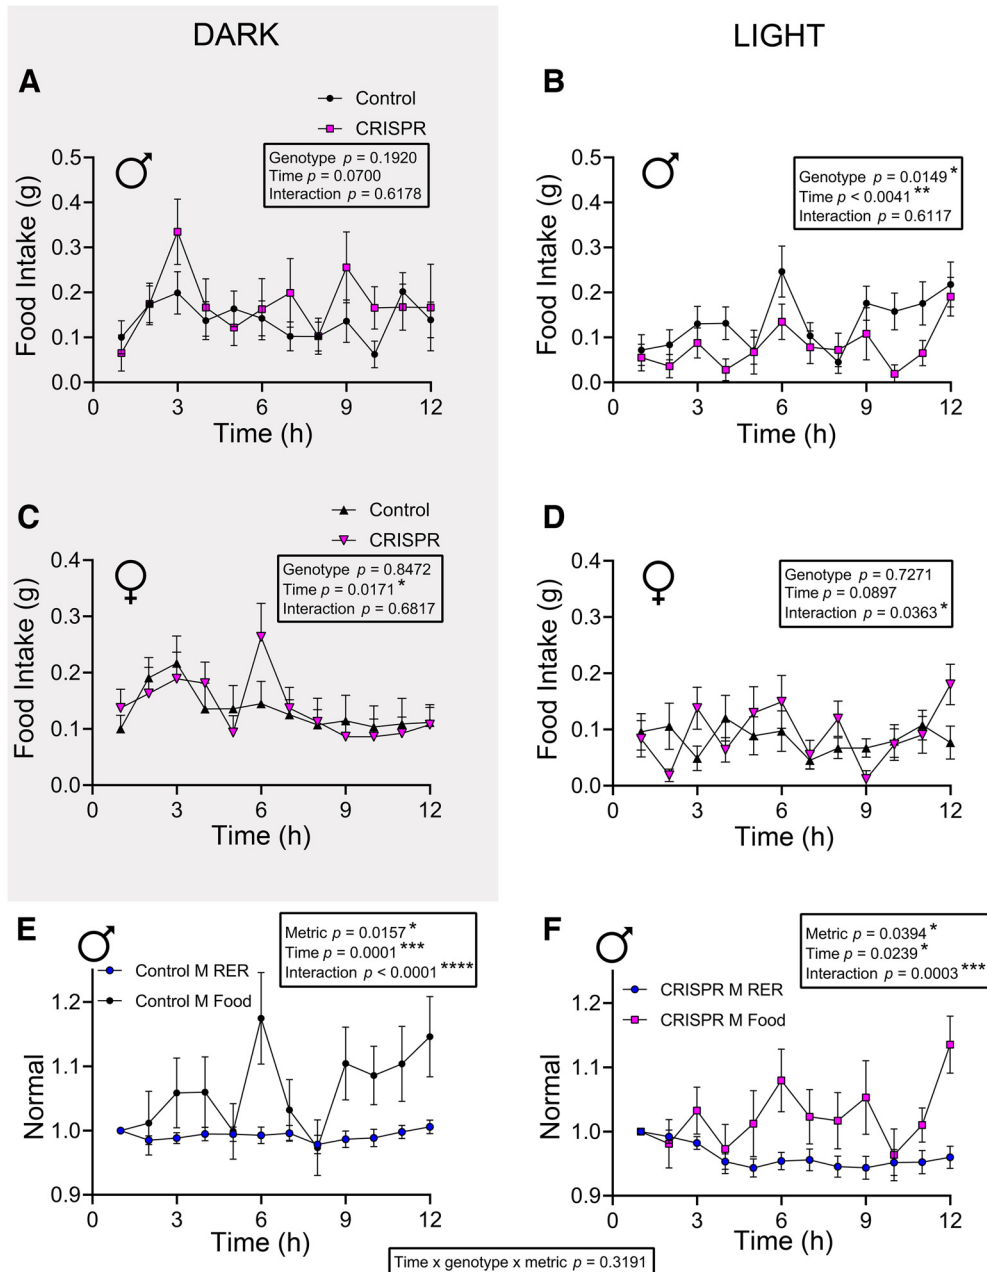 DARK
LIGHT
A
Control
CRISPR
Genotype p = 0.1920
Time p = 0.0700
Interaction p = 0.6178
0.5
0.4
0.3
0.2
0.1
0.0
Food Intake (g)
0 3 6 9 12
Time (h)
B
Genotype p = 0.0149 *
Time p < 0.0041 **
Interaction p = 0.6117
0.5
0.4
0.3
0.2
0.1
0.0
Food Intake (g)
0 3 6 9 12
Time (h)
C
Control
CRISPR
Genotype p = 0.8472
Time p = 0.0171 *
Interaction p = 0.6817
0.4
0.3
0.2
0.1
0.0
Food Intake (g)
0 3 6 9 12
Time (h)
D
Genotype p = 0.7271
Time p = 0.0897
Interaction p = 0.0363 *
0.4
0.3
0.2
0.1
0.0
Food Intake (g)
0 3 6 9 12
Time (h)
E
Metric p = 0.0157 *
Time p = 0.0001 ***
Interaction p < 0.0001 ****
Control M RER
Control M Food
1.2
1.1
1.0
0.9
Normal
0 3 6 9 12
Time (h)
F
Metric p = 0.0394 *
Time p = 0.0239 *
Interaction p = 0.0003 ***
CRISPR M RER
CRISPR M Food
1.2
1.1
1.0
0.9
Normal
0 3 6 9 12
Time (h)
Time x genotype x metric p = 0.3191